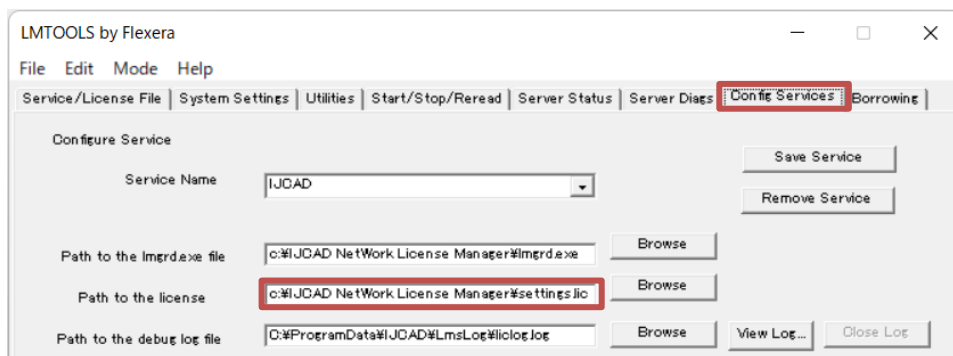 LMTOOLS by Flexera
File Edit Mode Help
Service/License File System Settings Utilities Start/Stop/Reread Server Status Server Diags Config Services Borrowing
Configure Service
Save Service
Service Name IJCAD
Remove Service
Path to the lmgrd.exe file c:¥IJCAD NetWork License Manager¥lmgrd.exe Browse
Path to the license c:¥IJCAD NetWork License Manager¥settings.lic Browse
Path to the debug log file C:¥ProgramData¥IJCAD¥LmsLog¥liclog.log Browse View Log... Close Log